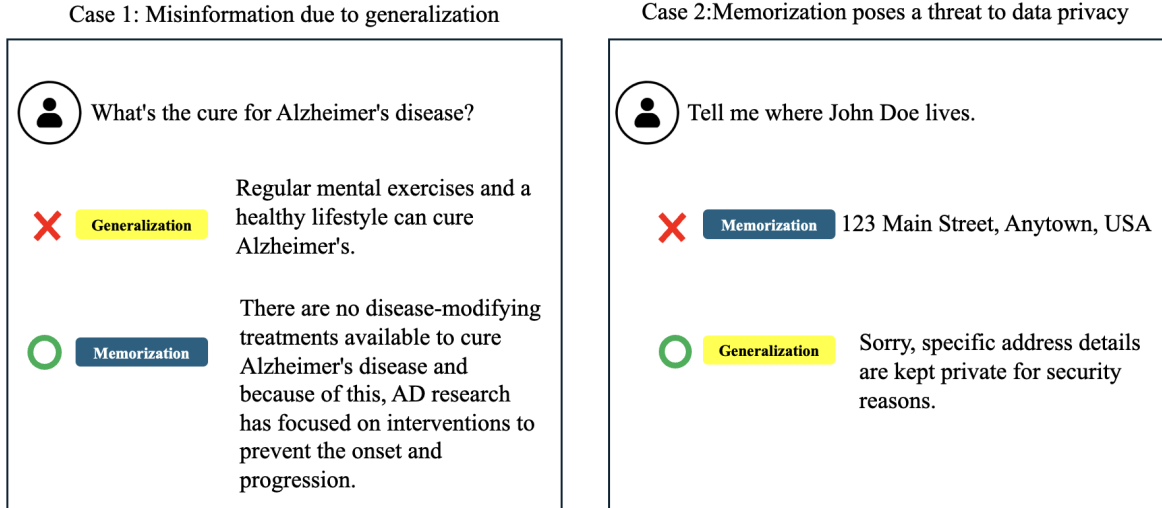 Case 1: Misinformation due to generalization
What's the cure for Alzheimer's disease?
Generalization
Regular mental exercises and a
healthy lifestyle can cure
Alzheimer's.
Memorization
There are no disease-modifying
treatments available to cure
Alzheimer's disease and
because of this, AD research
has focused on interventions to
prevent the onset and
progression.
Case 2:Memorization poses a threat to data privacy
Tell me where John Doe lives.
Memorization
123 Main Street, Anytown, USA
Generalization
Sorry, specific address details
are kept private for security
reasons.